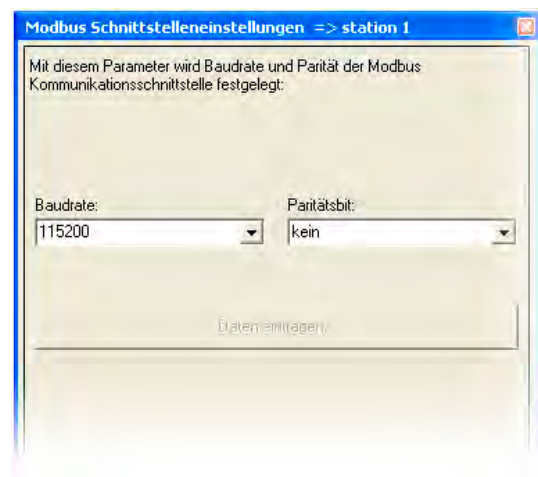 Modbus Schnittstelleneinstellungen => station 1
Mit diesem Parameter wird Baudrate und Parität der Modbus
Kommunikationsschnittstelle festgelegt:
Baudrate: Paritätsbit:
115200 kein
Daten eintragen